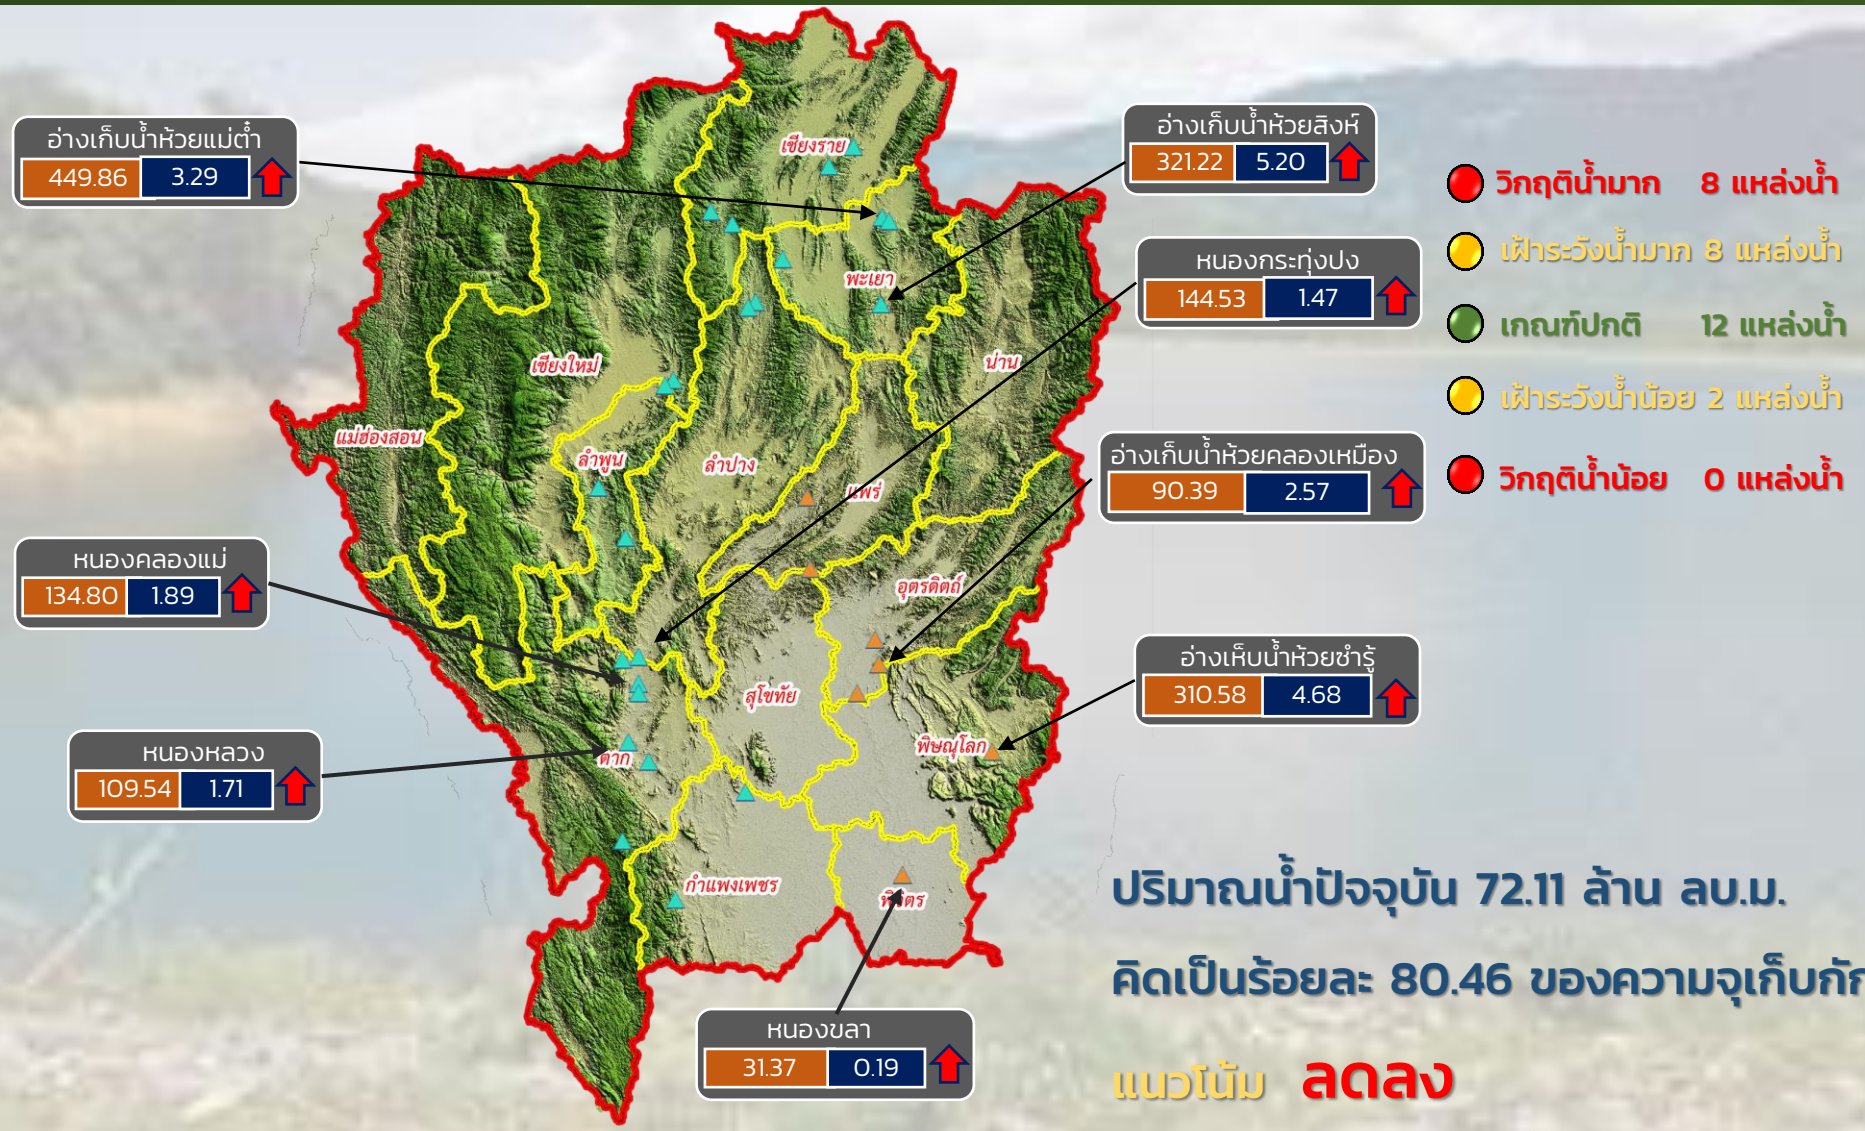 อ่างเก็บน้ำห้วยแม่ต๋ำ
449.86 3.29
อ่างเก็บน้ำห้วยสิงห์
321.22 5.20
หนองกระทุ่งปง
144.53 1.47
อ่างเก็บน้ำห้วยคลองเหมือง
90.39 2.57
หนองคลองแม่
134.80 1.89
อ่างเห็บน้ำห้วยซำรู้
310.58 4.68
หนองหลวง
109.54 1.71
หนองขลา
31.37 0.19
เชียงราย
พะเยา
น่าน
เชียงใหม่
แม่ฮ่องสอน
ลำพูน
ลำปาง
แพร่
อุตรดิตถ์
สุโขทัย
ตาก
พิษณุโลก
กำแพงเพชร
พิจิตร
วิกฤติน้ำมาก 8 แหล่งน้ำ
เฝ้าระวังน้ำมาก 8 แหล่งน้ำ
เกณฑ์ปกติ 12 แหล่งน้ำ
เฝ้าระวังน้ำน้อย 2 แหล่งน้ำ
วิกฤติน้ำน้อย 0 แหล่งน้ำ
ปริมาณน้ำปัจจุบัน 72.11 ล้าน ลบ.ม.
คิดเป็นร้อยละ 80.46 ของความจุเก็บกัก
แนวโน้ม ลดลง